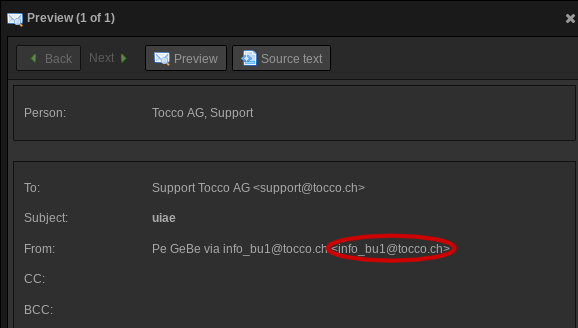 Preview (1 of 1)
Back Next Preview Source text
Person: Tocco AG, Support
To: Support Tocco AG <support@tocco.ch>
Subject: uiae
From: Pe GeBe via info_bu1@tocco.ch <info_bu1@tocco.ch>
CC:
BCC: